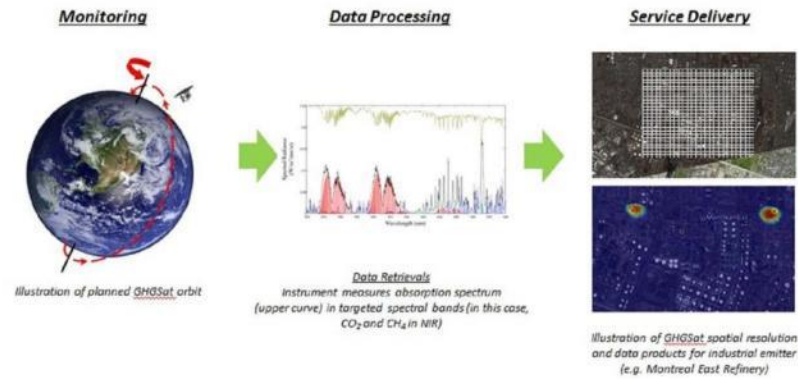 Monitoring
Data Processing
Service Delivery
Wavelength (nm)
Illustration of planned GHGSat orbit
Data Retrievals
Instrument measures absorption spectrum
(upper curve) in targeted spectral bands (in this case,
CO₂ and CH₄ in NIR)
Illustration of GHGSat spatial resolution
and data products for industrial emitter
(e.g. Montreal East Refinery)